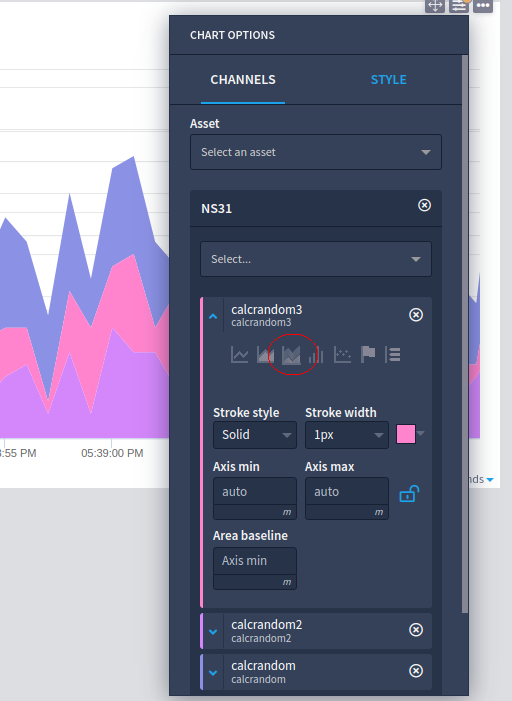 CHART OPTIONS
CHANNELS
STYLE
Asset
Select an asset
NS31
Select...
calcrandom3
calcrandom3
Stroke style
Stroke width
Solid
1px
Axis min
Axis max
auto
auto
m
m
Area baseline
Axis min
m
calcrandom2
calcrandom2
calcrandom
calcrandom
:55 PM
05:39:00 PM
nds